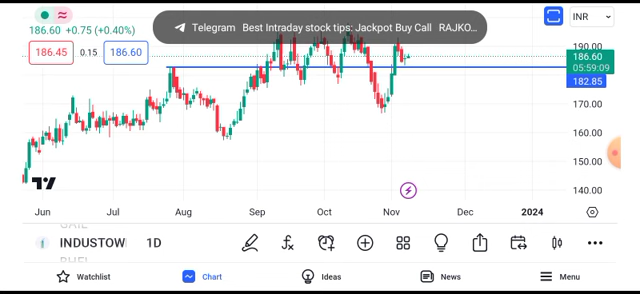 Telegram Best Intraday stock tips: Jackpot Buy Call RAJKO...
INR
186.60 +0.75 (+0.40%)
186.45 0.15 186.60
190.00
186.60
05:59:09
182.85
170.00
160.00
150.00
140.00
Jun Jul Aug Sep Oct Nov Dec 2024
INDUSTOW 1D
Watchlist Chart Ideas News Menu